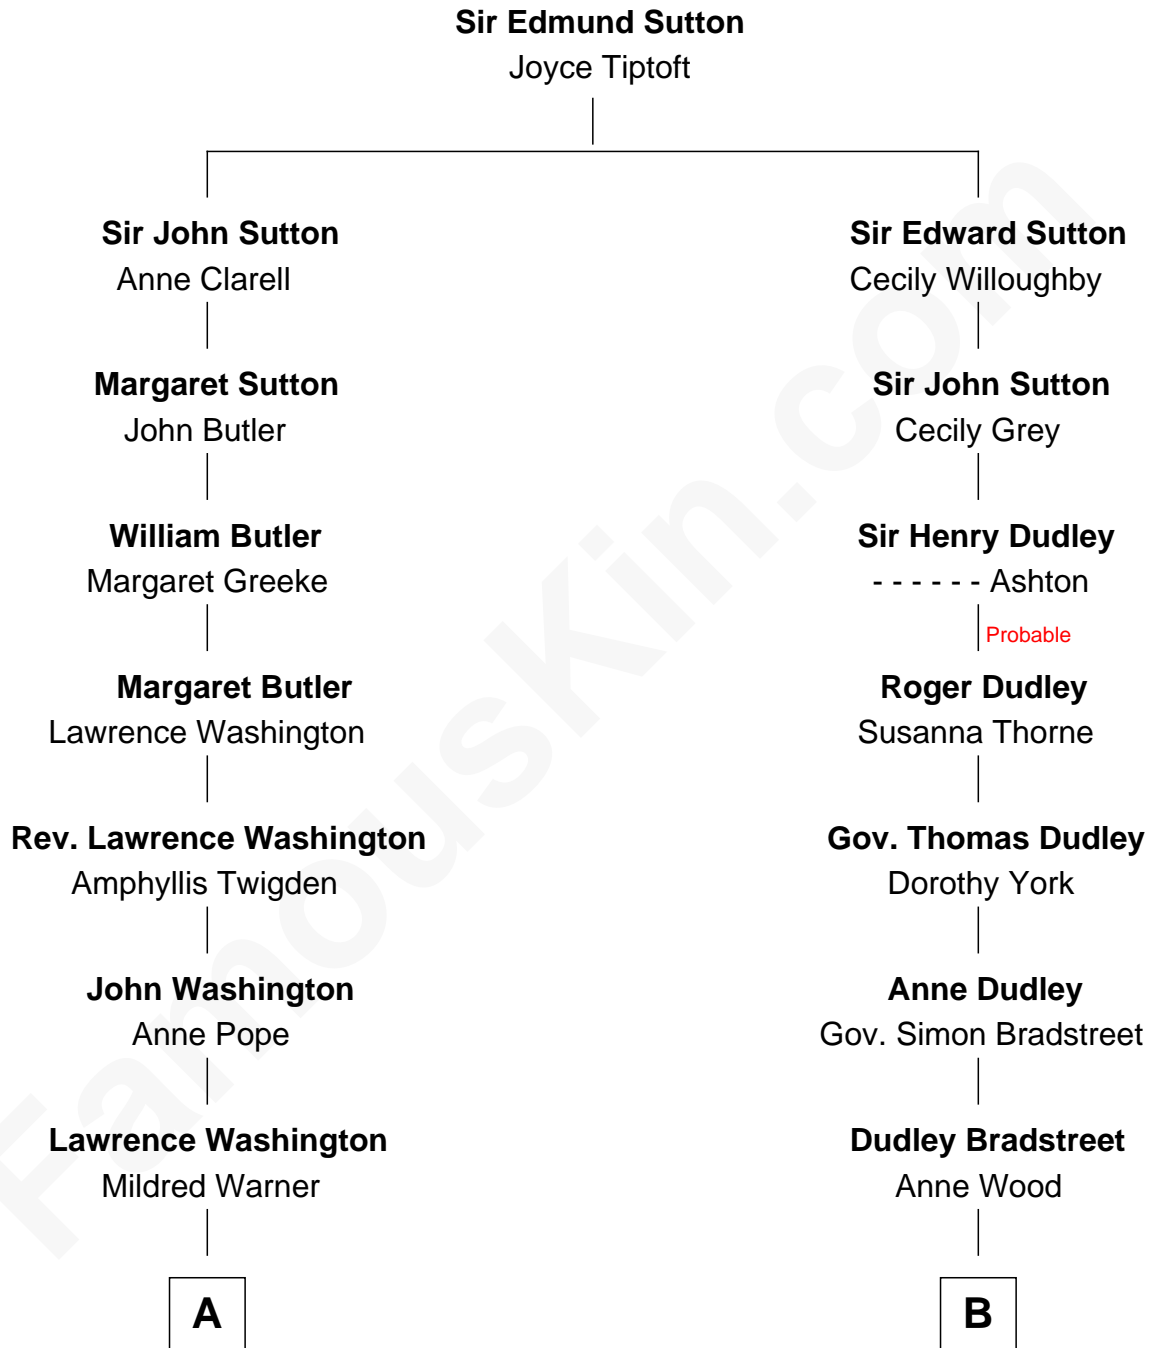 Sir Edmund Sutton
Joyce Tiptoft
Sir John Sutton
Anne Clarell
Margaret Sutton
John Butler
William Butler
Margaret Greeke
Margaret Butler
Lawrence Washington
Rev. Lawrence Washington
Amphyllis Twigden
John Washington
Anne Pope
Lawrence Washington
Mildred Warner
A
Sir Edward Sutton
Cecily Willoughby
Sir John Sutton
Cecily Grey
Sir Henry Dudley
- - - - - - Ashton
Probable
Roger Dudley
Susanna Thorne
Gov. Thomas Dudley
Dorothy York
Anne Dudley
Gov. Simon Bradstreet
Dudley Bradstreet
Anne Wood
B
FamousKin.com